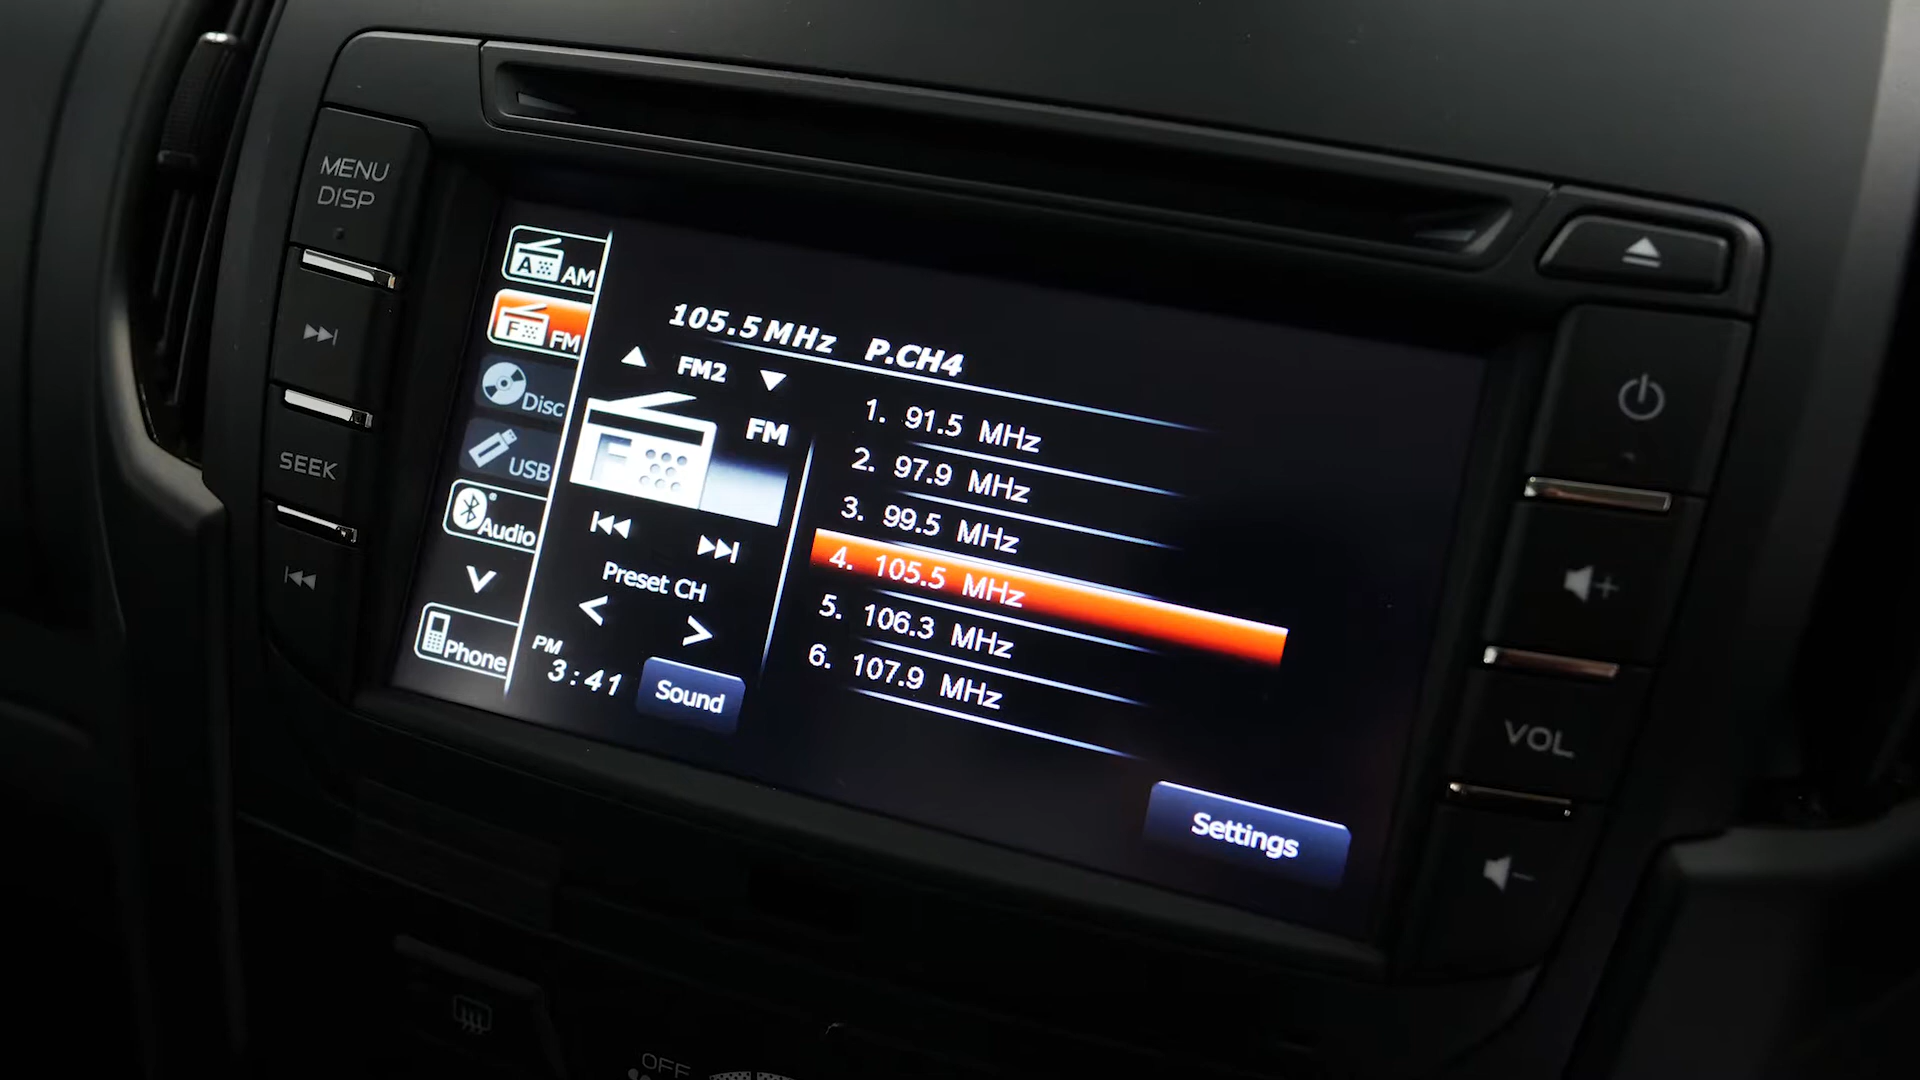 MENU
DISP
SEEK
A
AM
F
FM
Disc
USB
Audio
Phone
105.5 MHz P.CH4
FM2
F
FM
Preset CH
PM
3:41
Sound
1. 91.5 MHz
2. 97.9 MHz
3. 99.5 MHz
4. 105.5 MHz
5. 106.3 MHz
6. 107.9 MHz
Settings
VOL
OFF